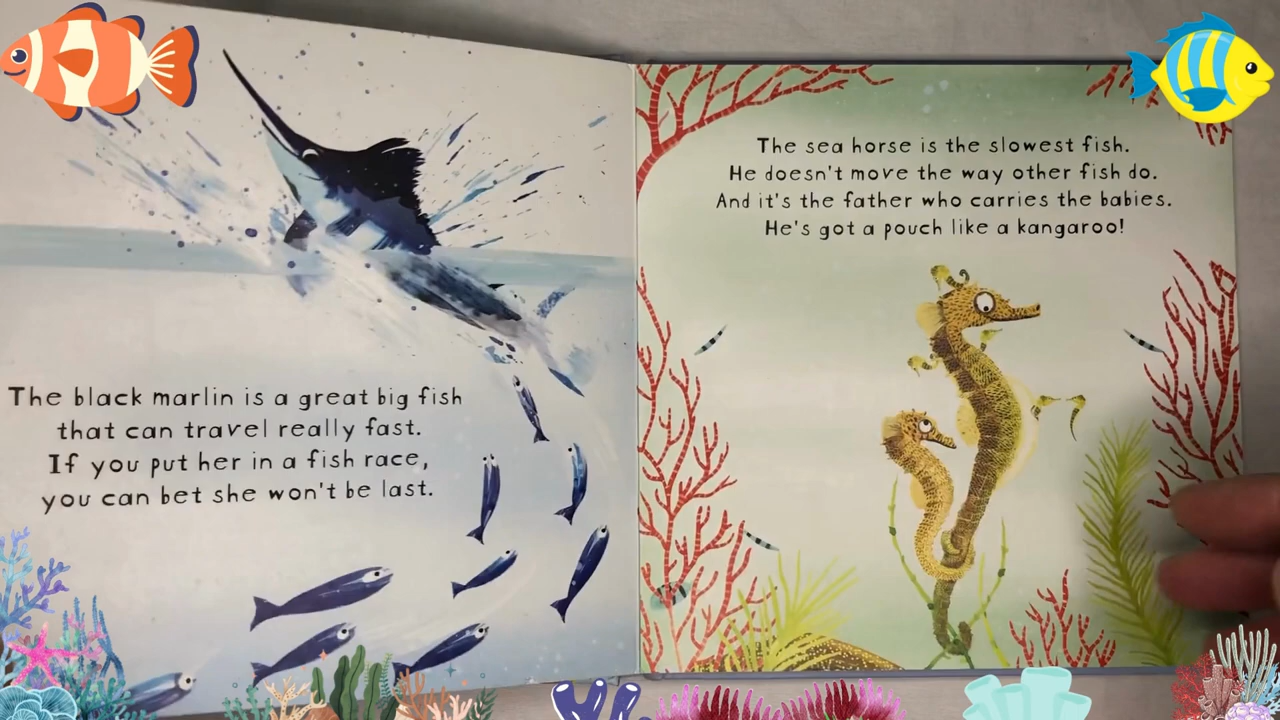 The black marlin is a great big fish
that can travel really fast.
If you put her in a fish race,
you can bet she won't be last.
The sea horse is the slowest fish.
He doesn't move the way other fish do.
And it's the father who carries the babies.
He's got a pouch like a kangaroo!